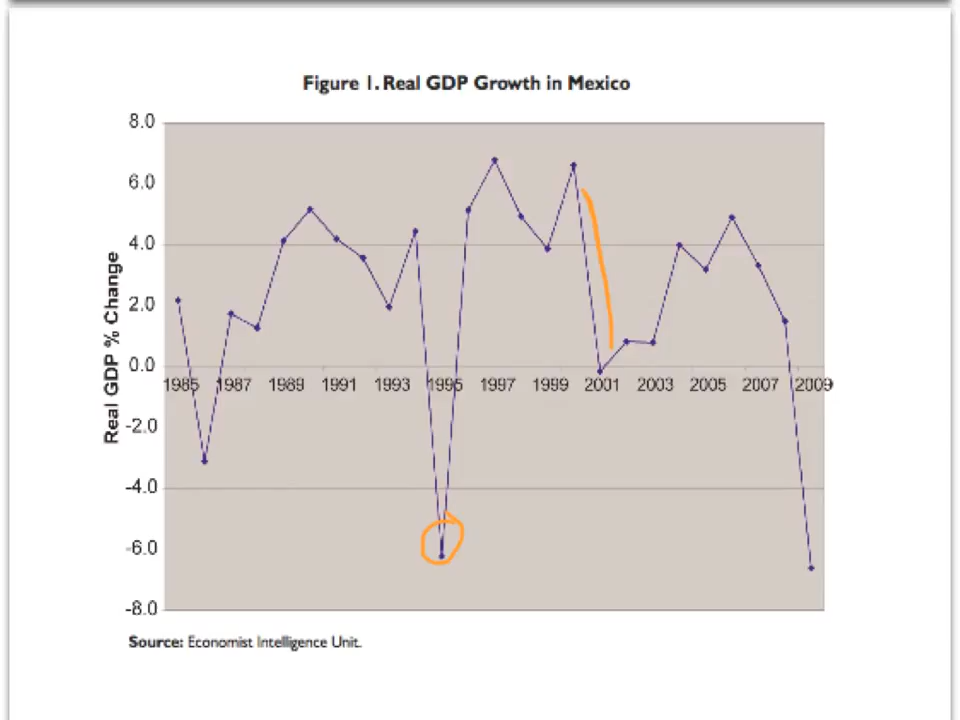 Figure 1. Real GDP Growth in Mexico
8.0
6.0
4.0
2.0
0.0
-2.0
-4.0
-6.0
-8.0
Real GDP % Change
1985 1987 1989 1991 1993 1995 1997 1999 2001 2003 2005 2007 2009
Source: Economist Intelligence Unit.